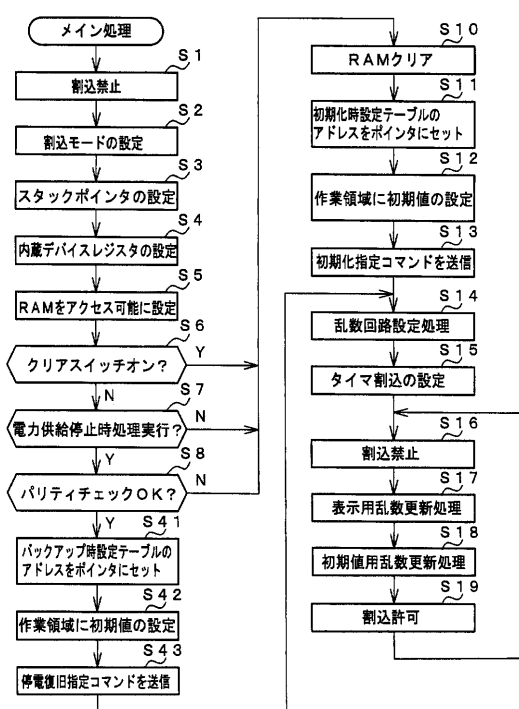 メイン処理
S1
割込禁止
S2
割込モードの設定
S3
スタックポインタの設定
S4
内蔵デバイスレジスタの設定
S5
RAMをアクセス可能に設定
S6
クリアスイッチオン?
Y
N
S7
電力供給停止時処理実行?
N
Y
S8
パリティチェックOK?
N
Y
S41
バックアップ時設定テーブルの
アドレスをポインタにセット
S42
作業領域に初期値の設定
S43
停電復旧指定コマンドを送信
S10
RAMクリア
S11
初期化時設定テーブルの
アドレスをポインタにセット
S12
作業領域に初期値の設定
S13
初期化指定コマンドを送信
S14
乱数回路設定処理
S15
タイマ割込の設定
S16
割込禁止
S17
表示用乱数更新処理
S18
初期値用乱数更新処理
S19
割込許可